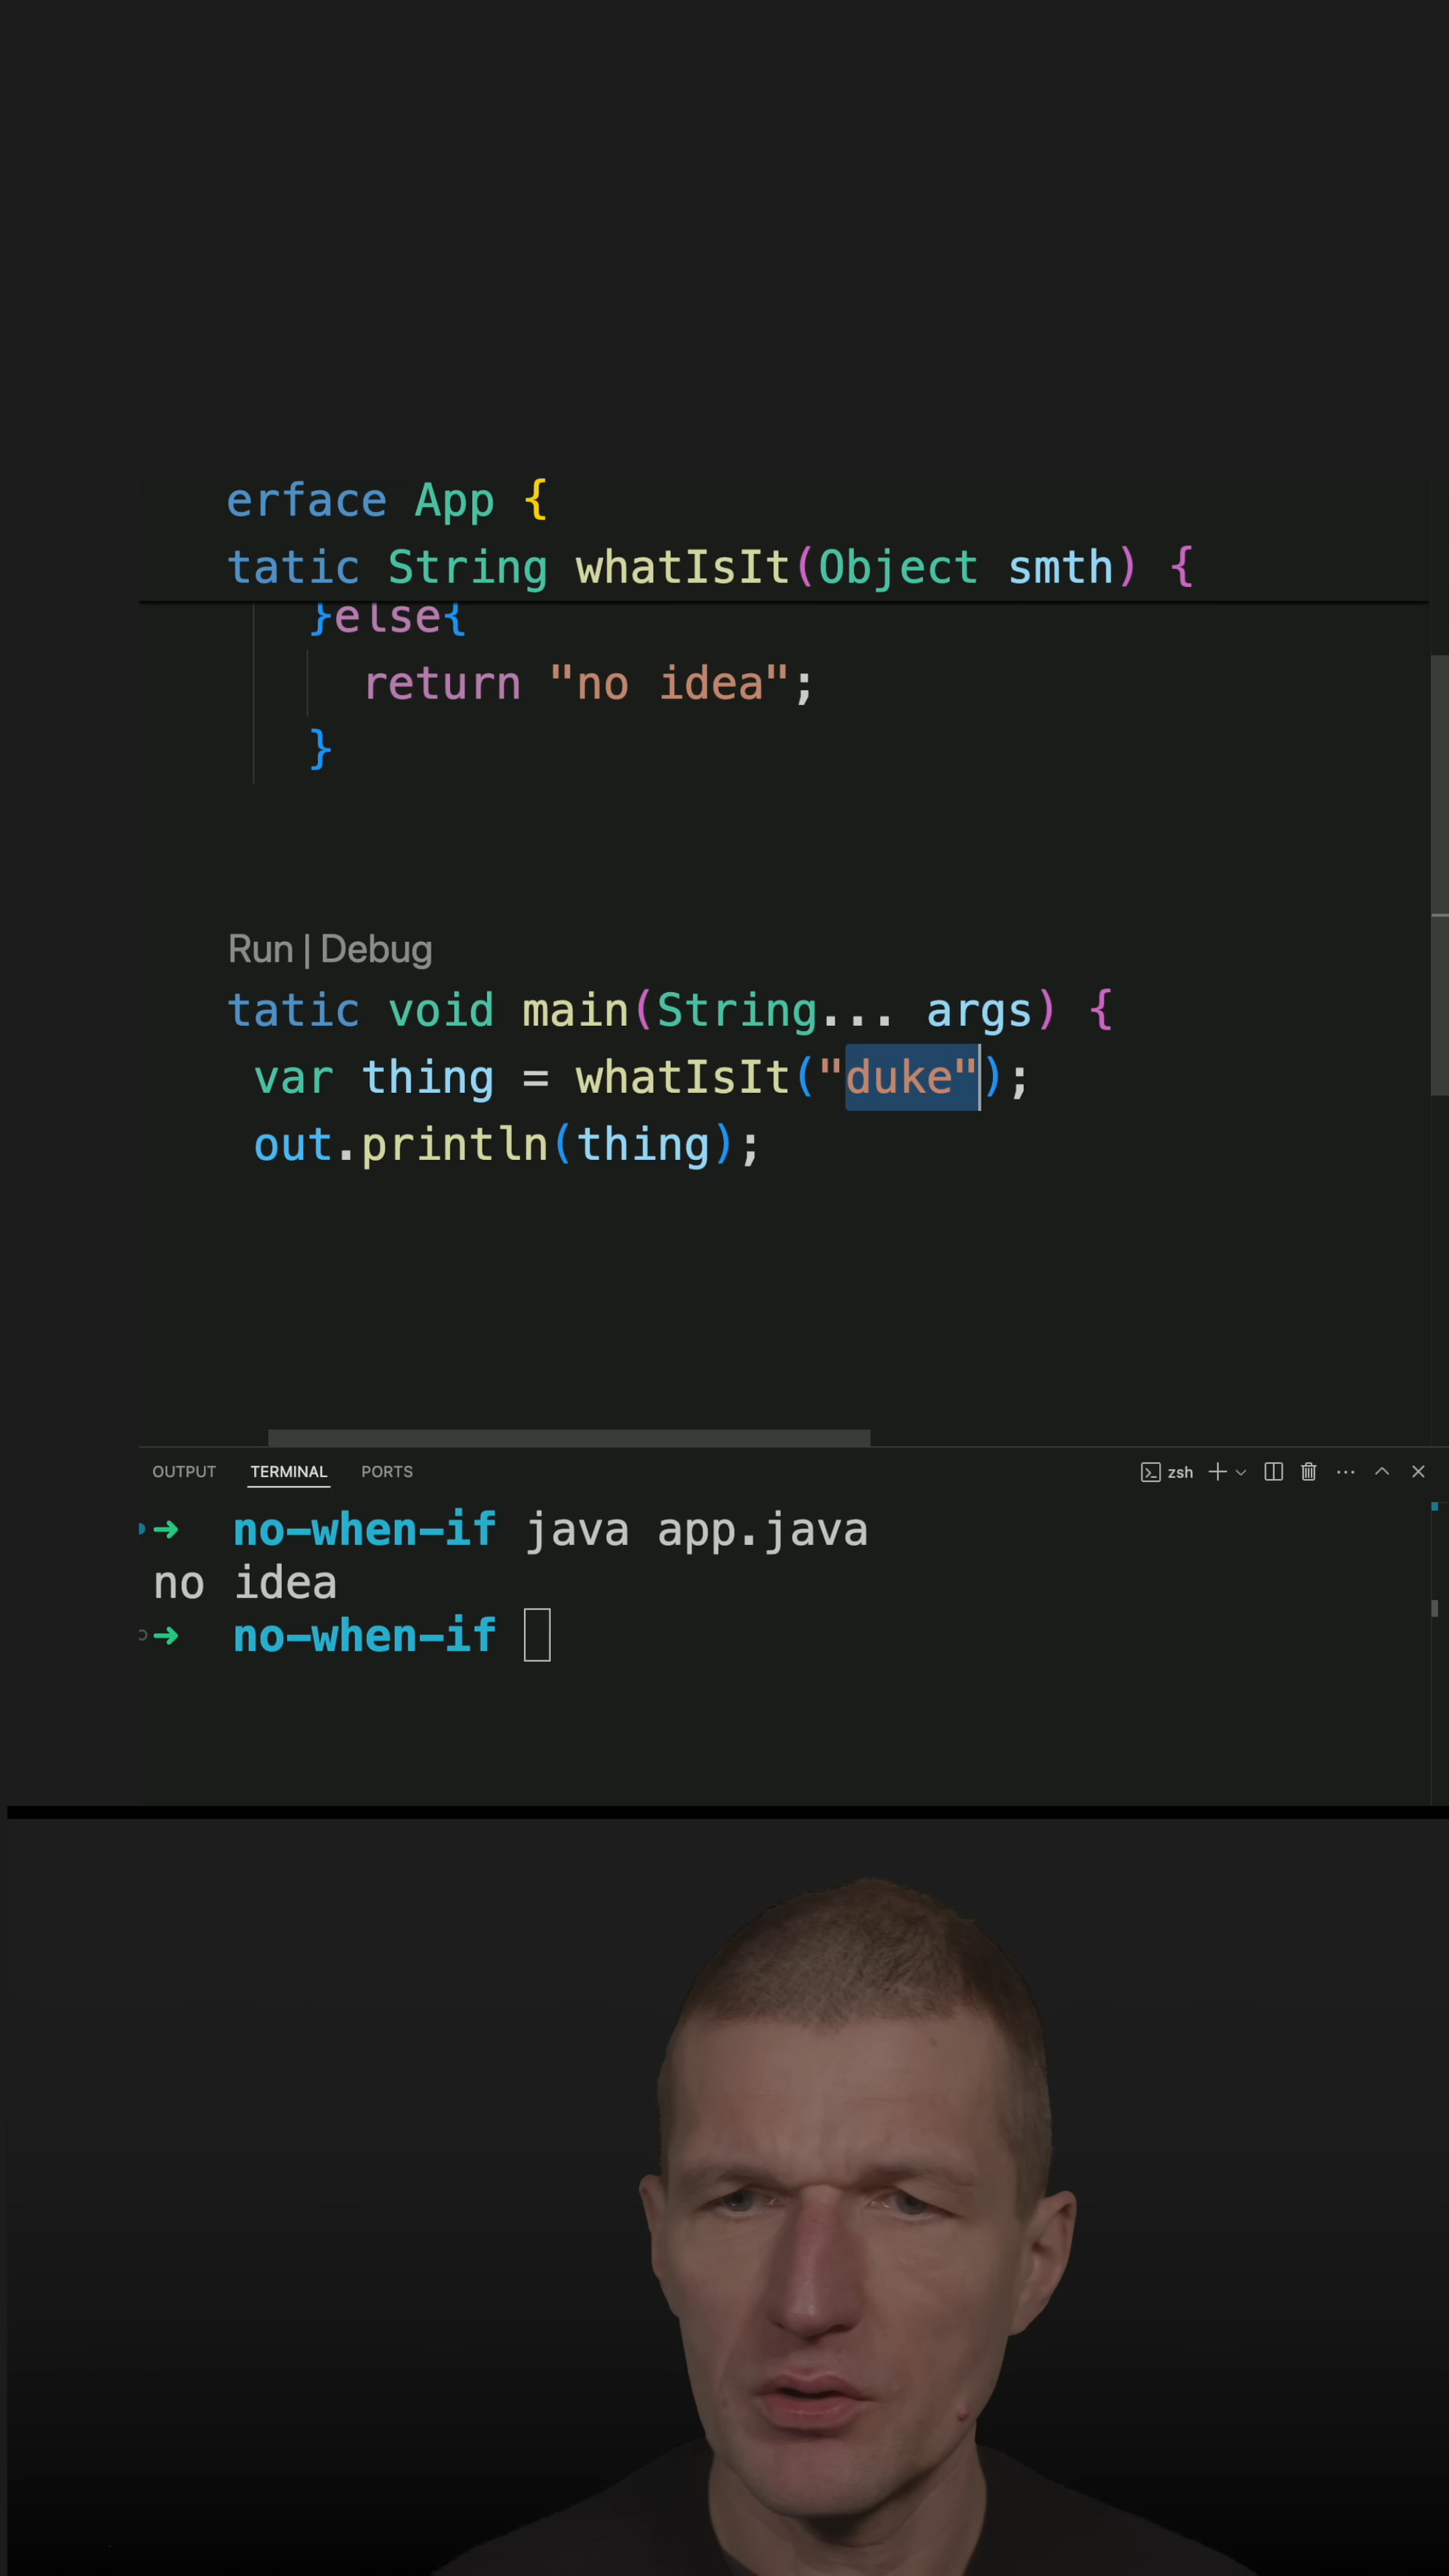 erface App {
tatic String whatIsIt(Object smth) {
}else{
return "no idea";
}
Run | Debug
tatic void main(String... args) {
var thing = whatIsIt("duke");
out.println(thing);
OUTPUT TERMINAL PORTS zsh
➜ no-when-if java app.java
no idea
➜ no-when-if